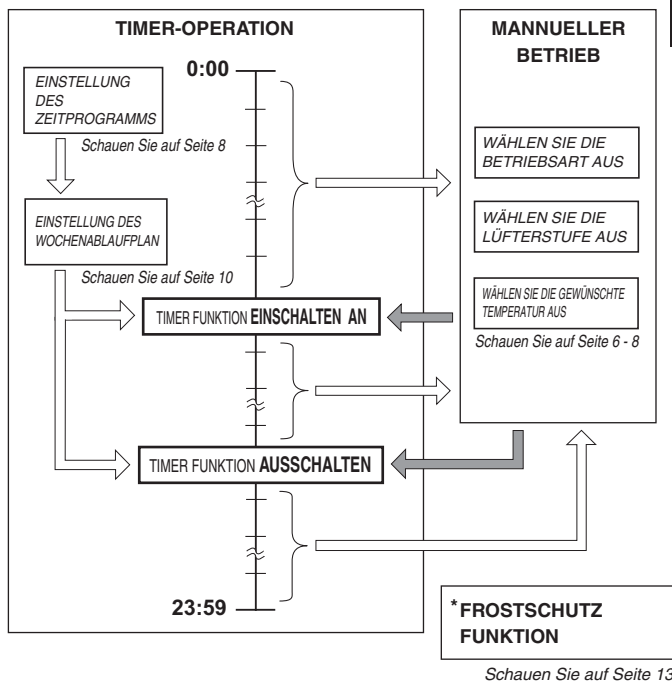 TIMER-OPERATION
0:00
EINSTELLUNG
DES
ZEITPROGRAMMS
Schauen Sie auf Seite 8
EINSTELLUNG DES
WOCHENABLAUFPLAN
Schauen Sie auf Seite 10
TIMER FUNKTION EINSCHALTEN AN
TIMER FUNKTION AUSSCHALTEN
23:59
MANNUELLER
BETRIEB
WÄHLEN SIE DIE
BETRIEBSART AUS
WÄHLEN SIE DIE
LÜFTERSTUFE AUS
WÄHLEN SIE DIE GEWÜNSCHTE
TEMPERATUR AUS
Schauen Sie auf Seite 6 - 8
*FROSTSCHUTZ
FUNKTION
Schauen Sie auf Seite 13